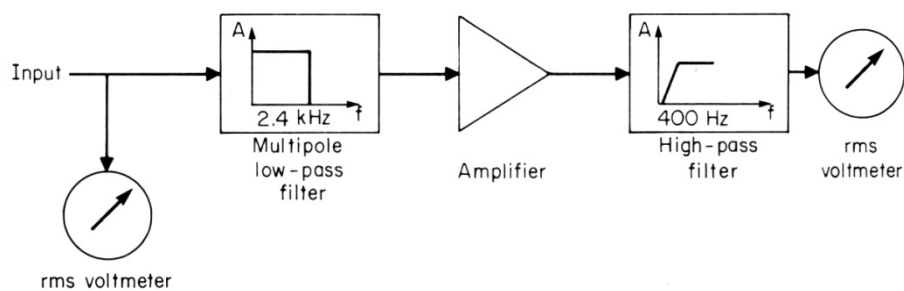 Input
A
f
2.4 kHz
Multipole
low-pass
filter
rms voltmeter
Amplifier
A
f
400 Hz
High-pass
filter
rms
voltmeter